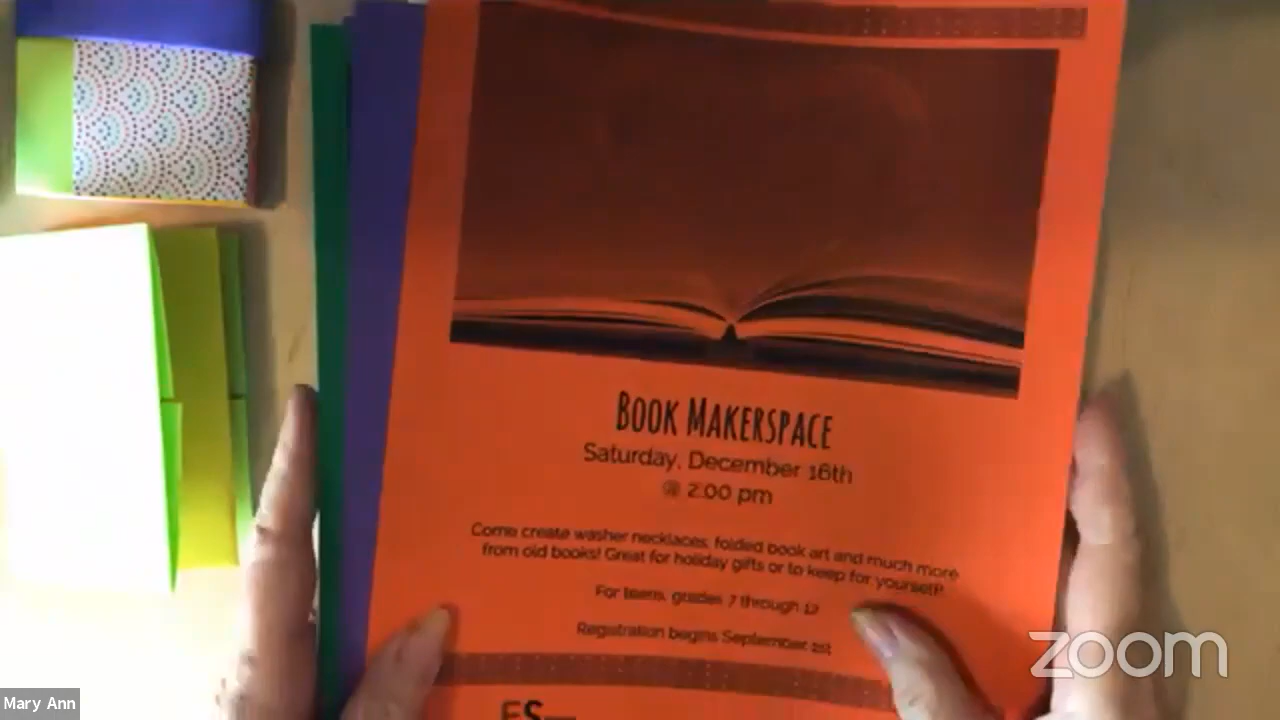 BOOK MAKERSPACE
Saturday, December 16th
@ 2:00 pm
Come create washer necklaces, folded book art and much more
from old books! Great for holiday gifts or to keep for yourself!
For teens, grades 7 through 12
Registration begins September
zoom
Mary Ann